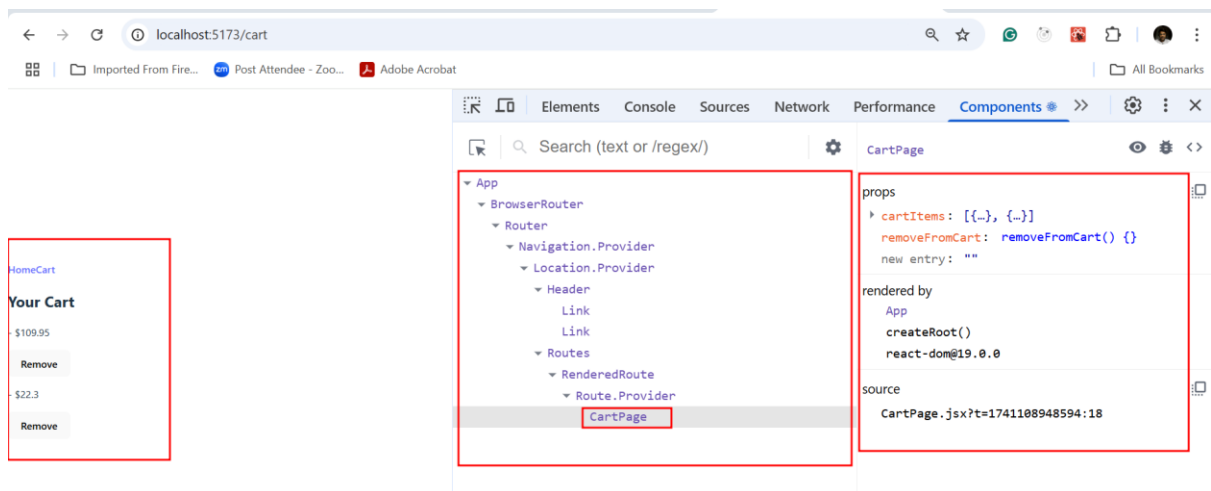 localhost:5173/cart
Imported From Fire...
zm Post Attendee - Zoo...
Adobe Acrobat
All Bookmarks
HomeCart
Your Cart
- $109.95
Remove
- $22.3
Remove
Elements Console Sources Network Performance Components
Search (text or /regex/)
App
BrowserRouter
Router
Navigation.Provider
Location.Provider
Header
Link
Link
Routes
RenderedRoute
Route.Provider
CartPage
CartPage
props
cartItems: [{…}, {…}]
removeFromCart: removeFromCart() {}
new entry: ""
rendered by
App
createRoot()
react-dom@19.0.0
source
CartPage.jsx?t=1741108948594:18